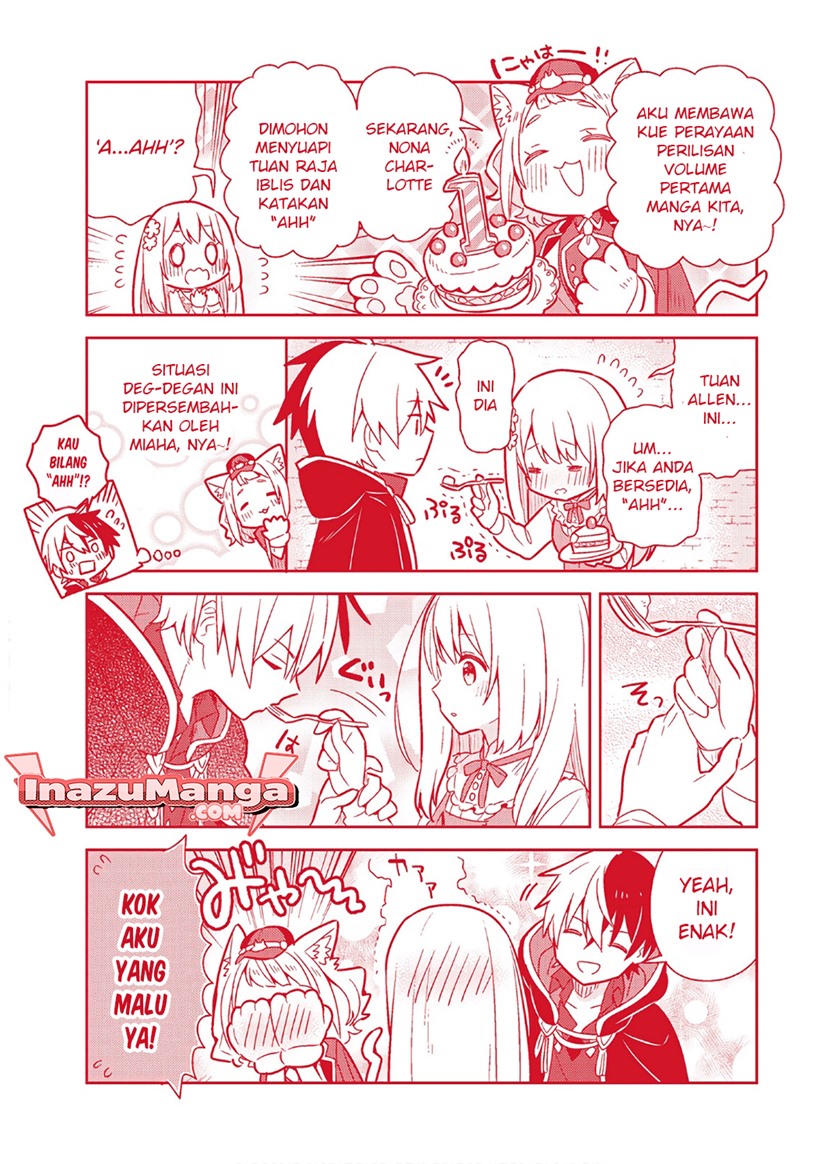 にゃはー!!
AKU MEMBAWA
KUE PERAYAAN
PERILISAN
VOLUME
PERTAMA
MANGA KITA,
NYA~!
SEKARANG,
NONA
CHAR-
LOTTE
DIMOHON
MENYUAPI
TUAN RAJA
IBLIS DAN
KATAKAN
"AHH"
1
'A...AHH'?
TUAN
ALLEN...
INI...
UM...
JIKA ANDA
BERSEDIA,
"AHH"...
INI
DIA
ぷる
ぷる
SITUASI
DEG-DEGAN INI
DIPERSEMBAH-
KAN OLEH
MIAHA, NYA~!
KAU
BILANG
"AHH"!?
そっ
ぐいっ
は
InazuManga
.COM
YEAH,
INI
ENAK!
カアァ
みゃ〜〜
KOK
AKU
YANG
MALU
YA!